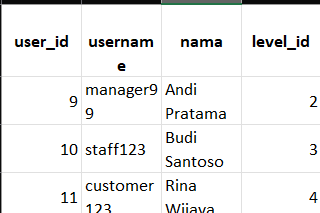 user_id usernam nama level_id
e
manager9 Andi
9 9 Pratama 2
Budi
10 staff123 Santoso 3
customer Rina
11 123 Wijaya 4